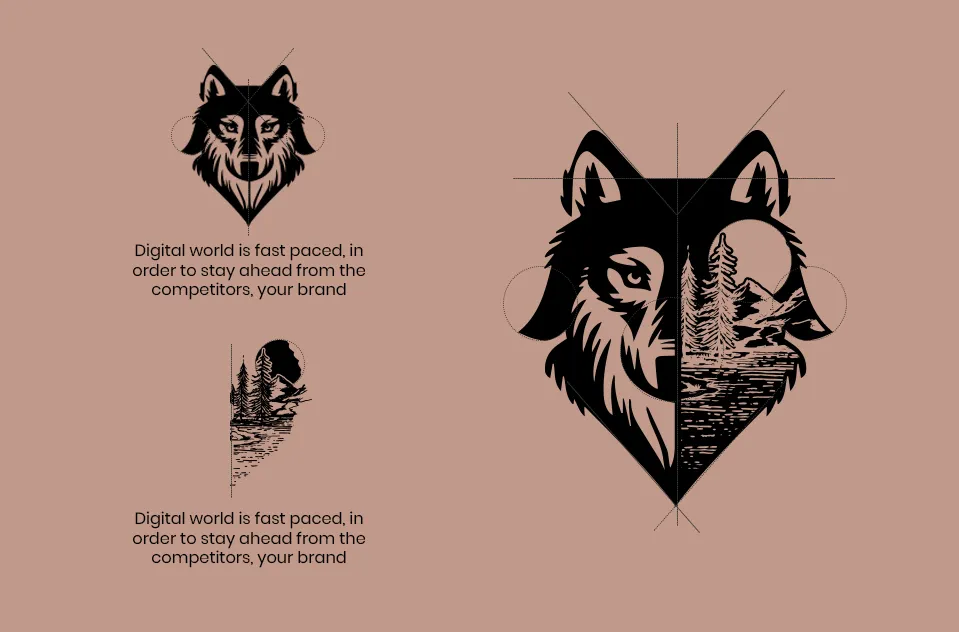 Digital world is fast paced, in
order to stay ahead from the
competitors, your brand
Digital world is fast paced, in
order to stay ahead from the
competitors, your brand